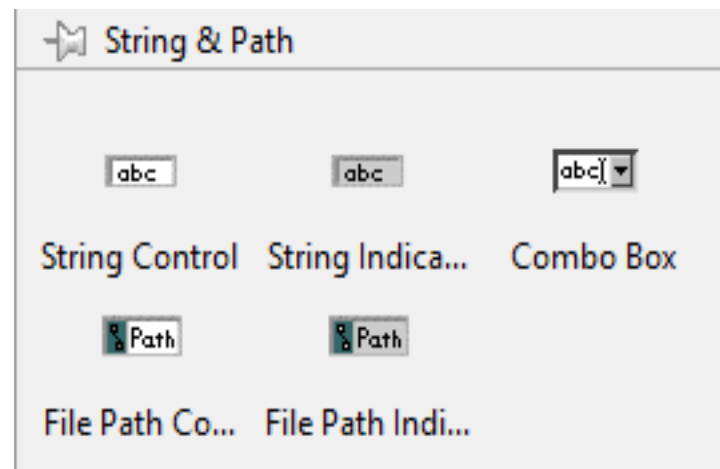 String & Path
abc abc abc
String Control String Indica... Combo Box
Path Path
File Path Co... File Path Indi...